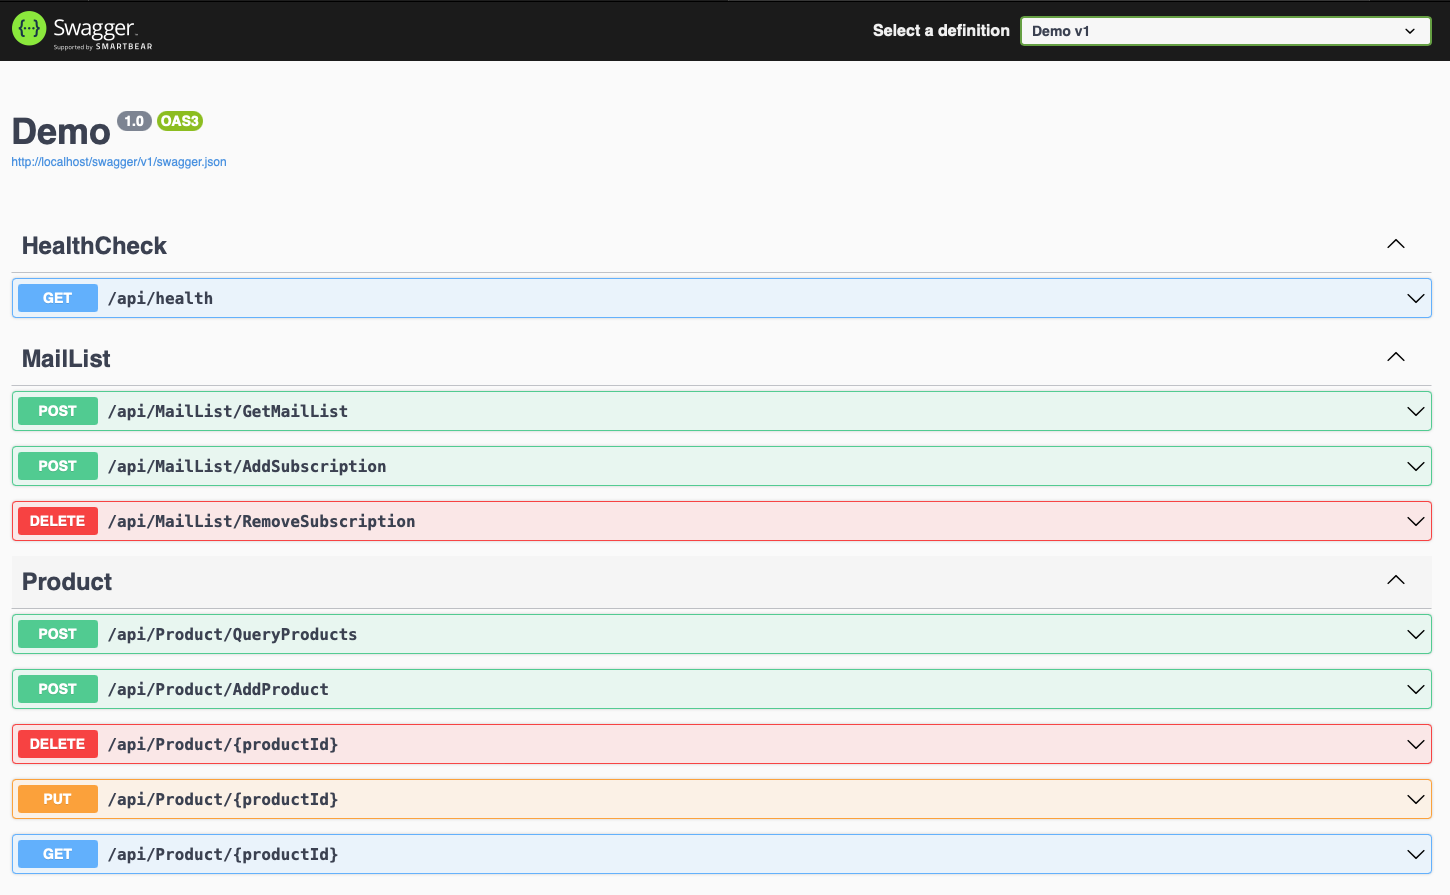 Swagger.
Supported by SMARTBEAR
Select a definition
Demo v1
Demo 1.0 OAS3
http://localhost/swagger/v1/swagger.json
HealthCheck
GET /api/health
MailList
POST /api/MailList/GetMailList
POST /api/MailList/AddSubscription
DELETE /api/MailList/RemoveSubscription
Product
POST /api/Product/QueryProducts
POST /api/Product/AddProduct
DELETE /api/Product/{productId}
PUT /api/Product/{productId}
GET /api/Product/{productId}